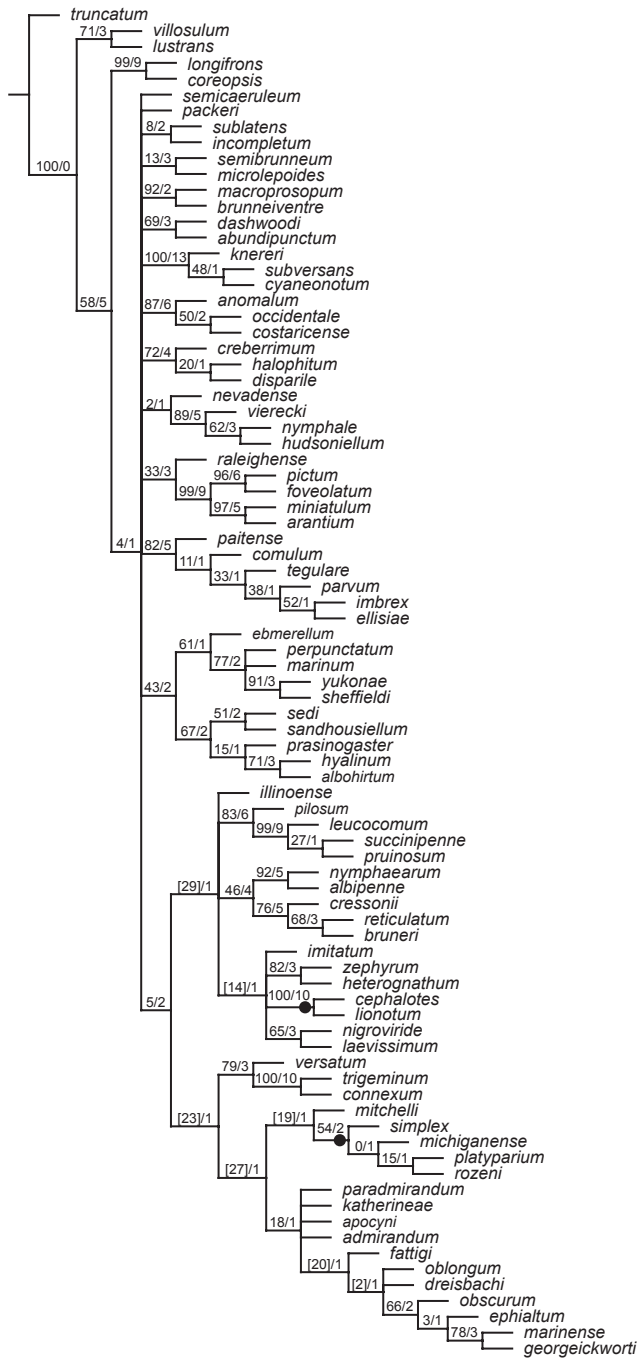 truncatum
71/3 villosulum
lustrans
99/9 longifrons
coreopsis
semicaeruleum
packeri
8/2 sublatens
incompletum
13/3 semibrunneum
100/0 microlepoides
92/2 macroprosopum
brunneiventre
69/3 dashwoodi
abundipunctum
100/13 knereri
48/1 subversans
cyaneonotum
58/5 87/6 anomalum
50/2 occidentale
costaricense
72/4 creberrimum
20/1 halophitum
disparile
2/1 nevadense
89/5 vierecki
62/3 nymphale
hudsoniellum
33/3 raleighense
99/9 96/6 pictum
foveolatum
97/5 miniatulum
arantium
4/1 82/5 paitense
11/1 comulum
33/1 tegulare
38/1 parvum
52/1 imbrex
ellisiae
61/1 ebmerellum
77/2 perpunctatum
marinum
91/3 yukonae
43/2 sheffieldi
51/2 sedi
67/2 sandhousiellum
15/1 prasinogaster
71/3 hyalinum
albohirtum
illinoense
83/6 pilosum
99/9 leucocomum
27/1 succinipenne
pruinosum
92/5 nymphaearum
[29]/1 46/4 albipenne
76/5 cressonii
68/3 reticulatum
bruneri
imitatum
82/3 zephyrum
[14]/1 heterognathum
100/10 cephalotes
5/2 lionotum
65/3 nigroviride
laevissimum
79/3 versatum
100/10 trigeminum
connexum
[19]/1 mitchelli
[23]/1 54/2 simplex
0/1 michiganense
15/1 platyparium
[27]/1 rozeni
paradmirandum
katherineae
18/1 apocyni
admirandum
[20]/1 fattigi
[2]/1 oblongum
dreisbachi
66/2 obscurum
3/1 ephialtum
78/3 marinense
georgeickworti